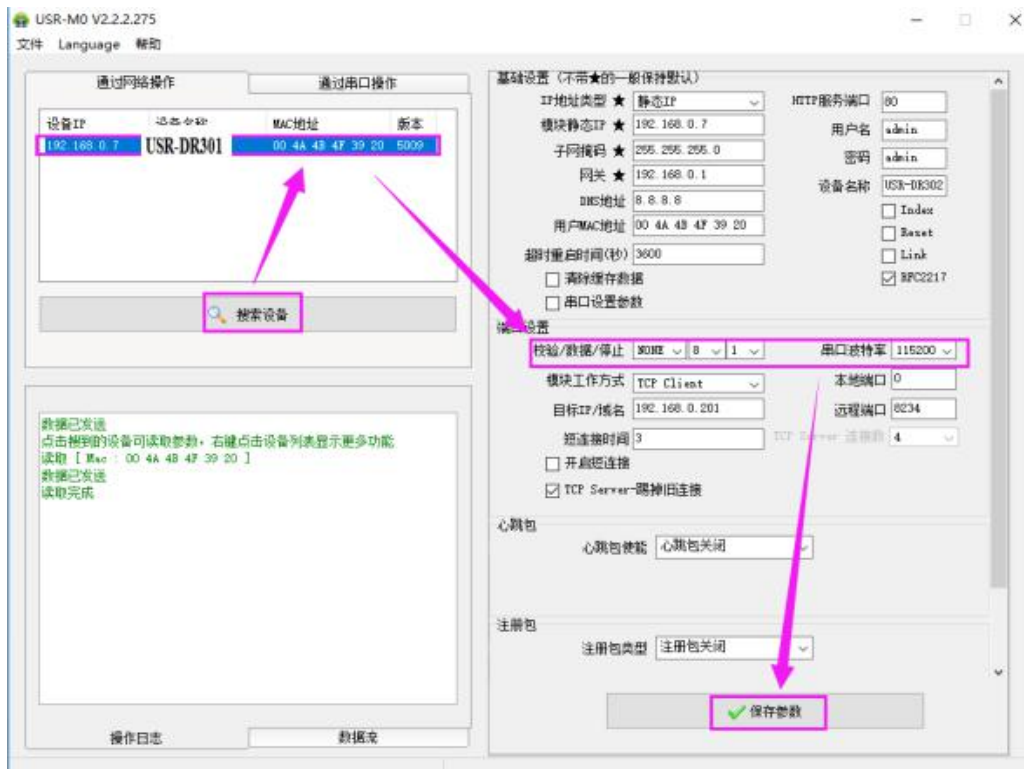 USR-M0 V2.2.2.275
文件 Language 帮助
通过网络操作 通过串口操作
设备IP 设备名称 MAC地址 版本
192.168.0.7 USR-DR301 00 4A 4B 4F 39 20 5009
搜索设备
数据已发送
点击搜到的设备可读取参数，右键点击设备列表显示更多功能
读取 [ Mac : 00 4A 4B 4F 39 20 ]
数据已发送
读取完成
操作日志 数据流
基础设置（不带★的一般保持默认）
IP地址类型 ★ 静态IP
模块静态IP ★ 192.168.0.7
子网掩码 ★ 255.255.255.0
网关 ★ 192.168.0.1
DNS地址 8.8.8.8
用户MAC地址 00 4A 4B 4F 39 20
超时重启时间(秒) 3600
清除缓存数据
串口设置参数
HTTP服务端口 80
用户名 admin
密码 admin
设备名称 USR-DR302
Index
Reset
Link
RFC2217
端口设置
校验/数据/停止 NONE 8 1 串口波特率 115200
模块工作方式 TCP Client 本地端口 0
目标IP/域名 192.168.0.201 远程端口 8234
短连接时间 3 TCP Server 连接数 4
开启短连接
TCP Server-踢掉旧连接
心跳包
心跳包使能 心跳包关闭
注册包
注册包类型 注册包关闭
保存参数